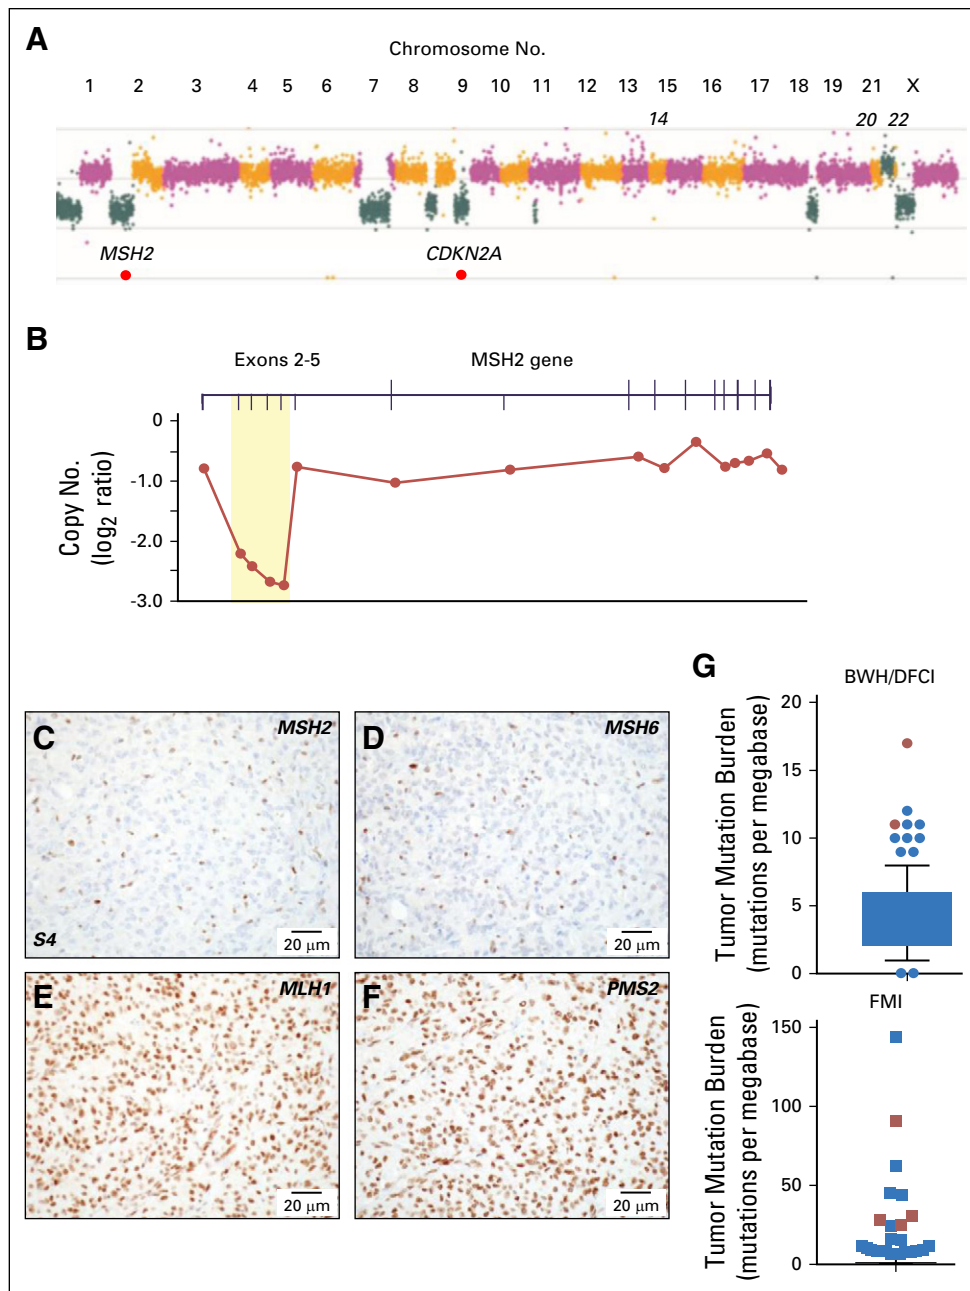 A
Chromosome No.
1 2 3 4 5 6 7 8 9 10 11 12 13 15 16 17 18 19 21 X
14 20 22
MSH2 CDKN2A
B
Exons 2-5 MSH2 gene
0
-1.0
-2.0
-3.0
Copy No.
(log2 ratio)
C MSH2
S4
20 µm
D MSH6
20 µm
E MLH1
20 µm
F PMS2
20 µm
G
BWH/DFCI
Tumor Mutation Burden
(mutations per megabase)
20
15
10
5
0
FMI
Tumor Mutation Burden
(mutations per megabase)
150
100
50
0